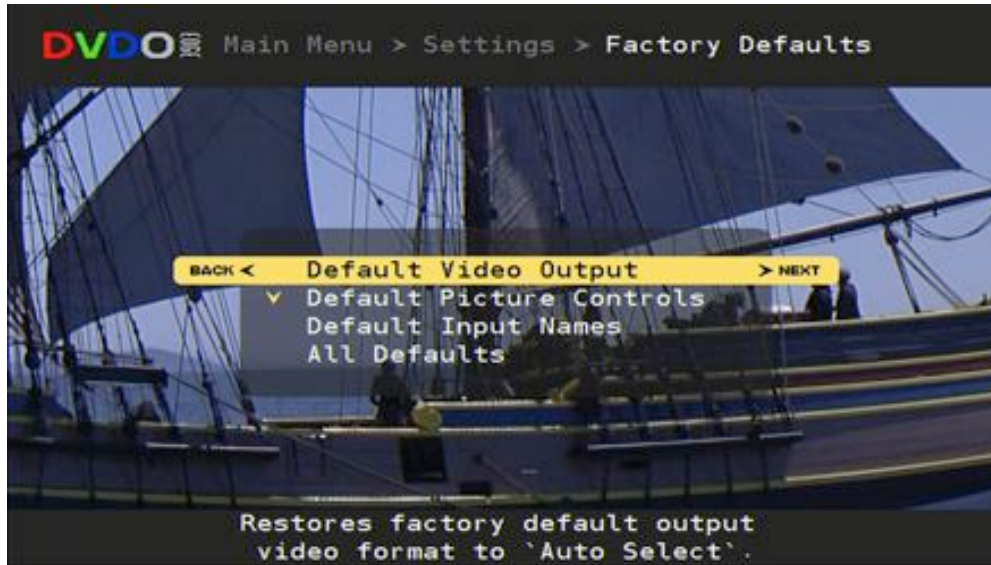 DVDO EDGE Main Menu > Settings > Factory Defaults
BACK < Default Video Output > NEXT
Default Picture Controls
Default Input Names
All Defaults
Restores factory default output
video format to `Auto Select`.